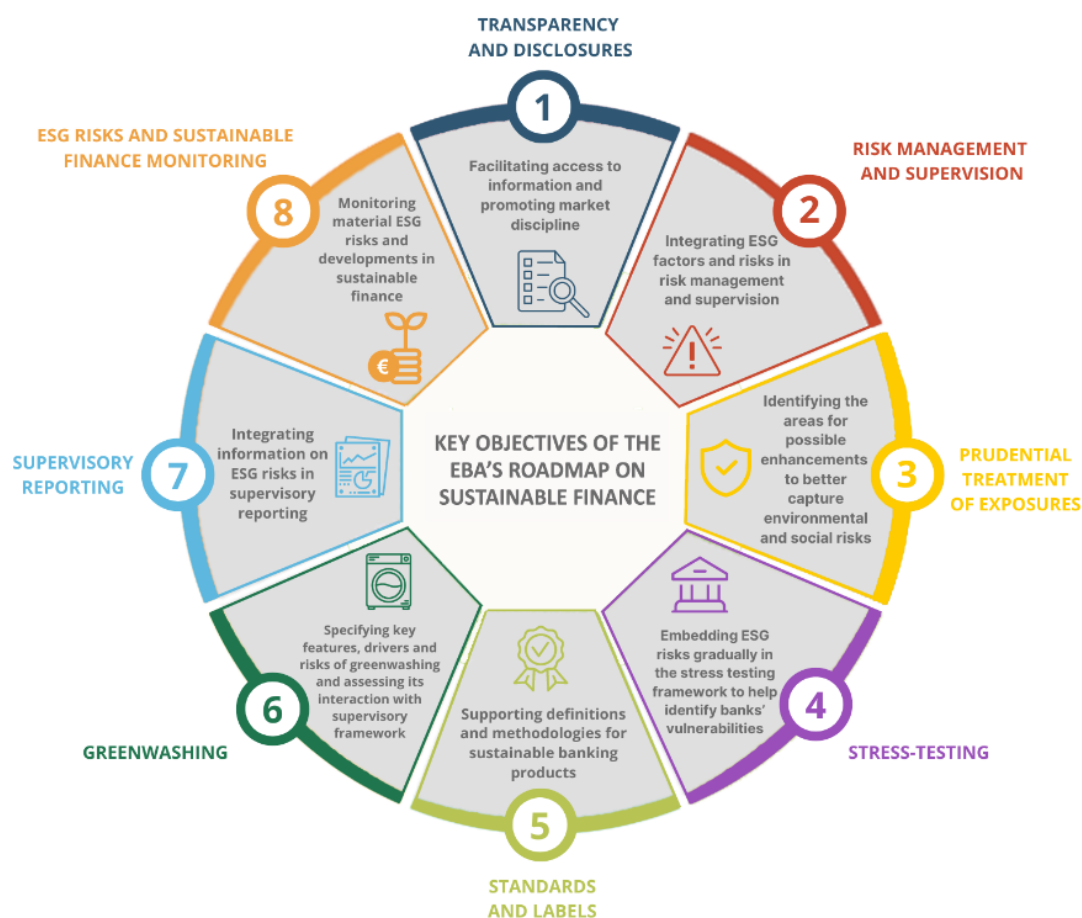 TRANSPARENCY
AND DISCLOSURES
1
Facilitating access to
information and
promoting market
discipline
RISK MANAGEMENT
AND SUPERVISION
2
Integrating ESG
factors and risks in
risk management
and supervision
PRUDENTIAL
TREATMENT
OF EXPOSURES
3
Identifying the
areas for
possible
enhancements
to better
capture
environmental
and social risks
STRESS-TESTING
4
Embedding ESG
risks gradually in
the stress testing
framework to help
identify banks'
vulnerabilities
STANDARDS
AND LABELS
5
Supporting definitions
and methodologies for
sustainable banking
products
GREENWASHING
6
Specifying key
features, drivers and
risks of greenwashing
and assessing its
interaction with
supervisory
framework
SUPERVISORY
REPORTING
7
Integrating
information on
ESG risks in
supervisory
reporting
ESG RISKS AND SUSTAINABLE
FINANCE MONITORING
8
Monitoring
material ESG
risks and
developments in
sustainable
finance
€
KEY OBJECTIVES OF THE
EBA'S ROADMAP ON
SUSTAINABLE FINANCE